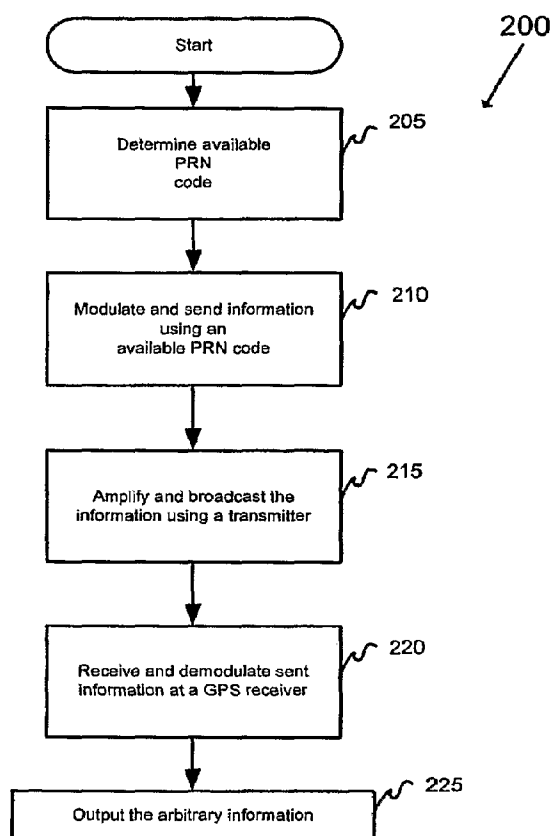 200
Start
205
Determine available
PRN
code
210
Modulate and send information
using an
available PRN code
215
Amplify and broadcast the
information using a transmitter
220
Receive and demodulate sent
information at a GPS receiver
225
Output the arbitrary information